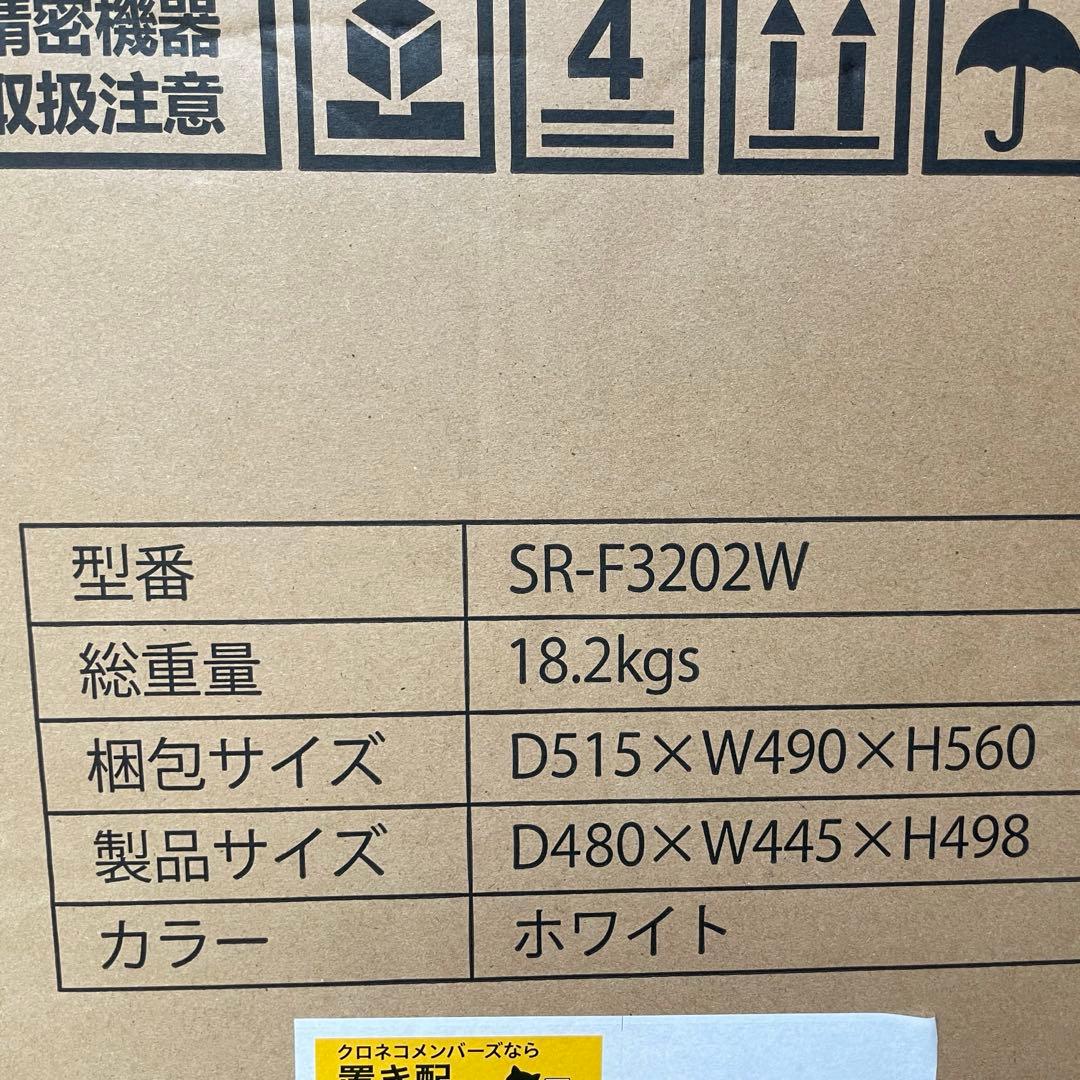 精密機器
取扱注意
4
型番 SR-F3202W
総重量 18.2kgs
梱包サイズ D515×W490×H560
製品サイズ D480×W445×H498
カラー ホワイト
クロネコメンバーズなら
置き配